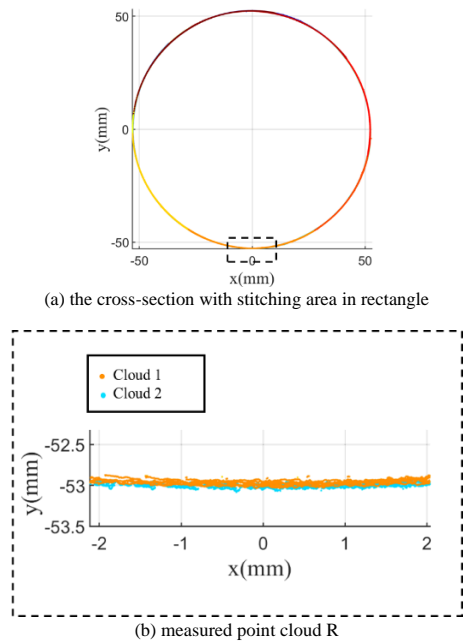 50
0
-50
y(mm)
-50 0 50
x(mm)
(a) the cross-section with stitching area in rectangle
Cloud 1
Cloud 2
-52.5
-53
-53.5
y(mm)
-2 -1 0 1 2
x(mm)
(b) measured point cloud R